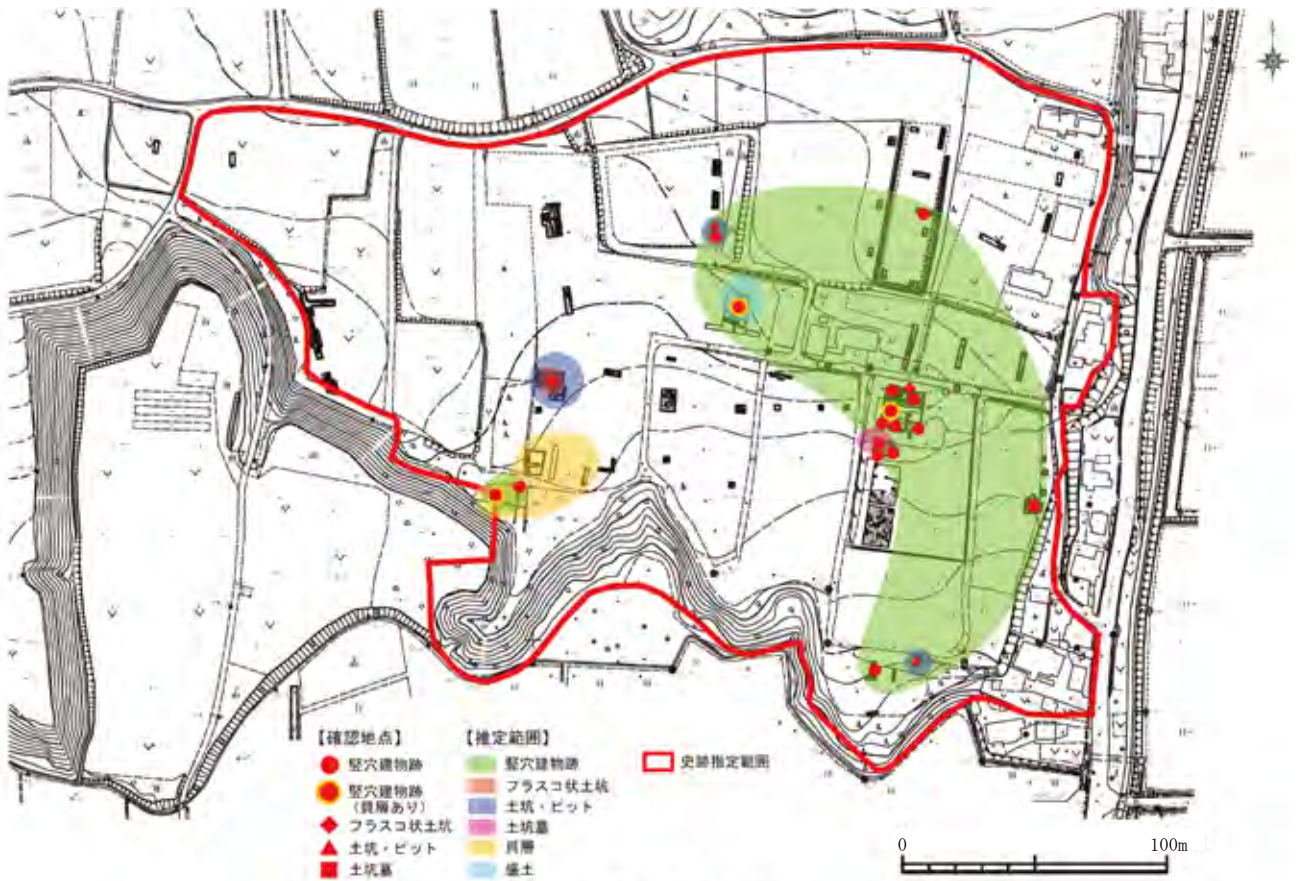 【確認地点】
竪穴建物跡
竪穴建物跡
(貝層あり)
フラスコ状土坑
土坑・ピット
土坑墓
【推定範囲】
竪穴建物跡
フラスコ状土坑
土坑・ピット
土坑墓
貝層
盛土
史跡指定範囲
0 100m